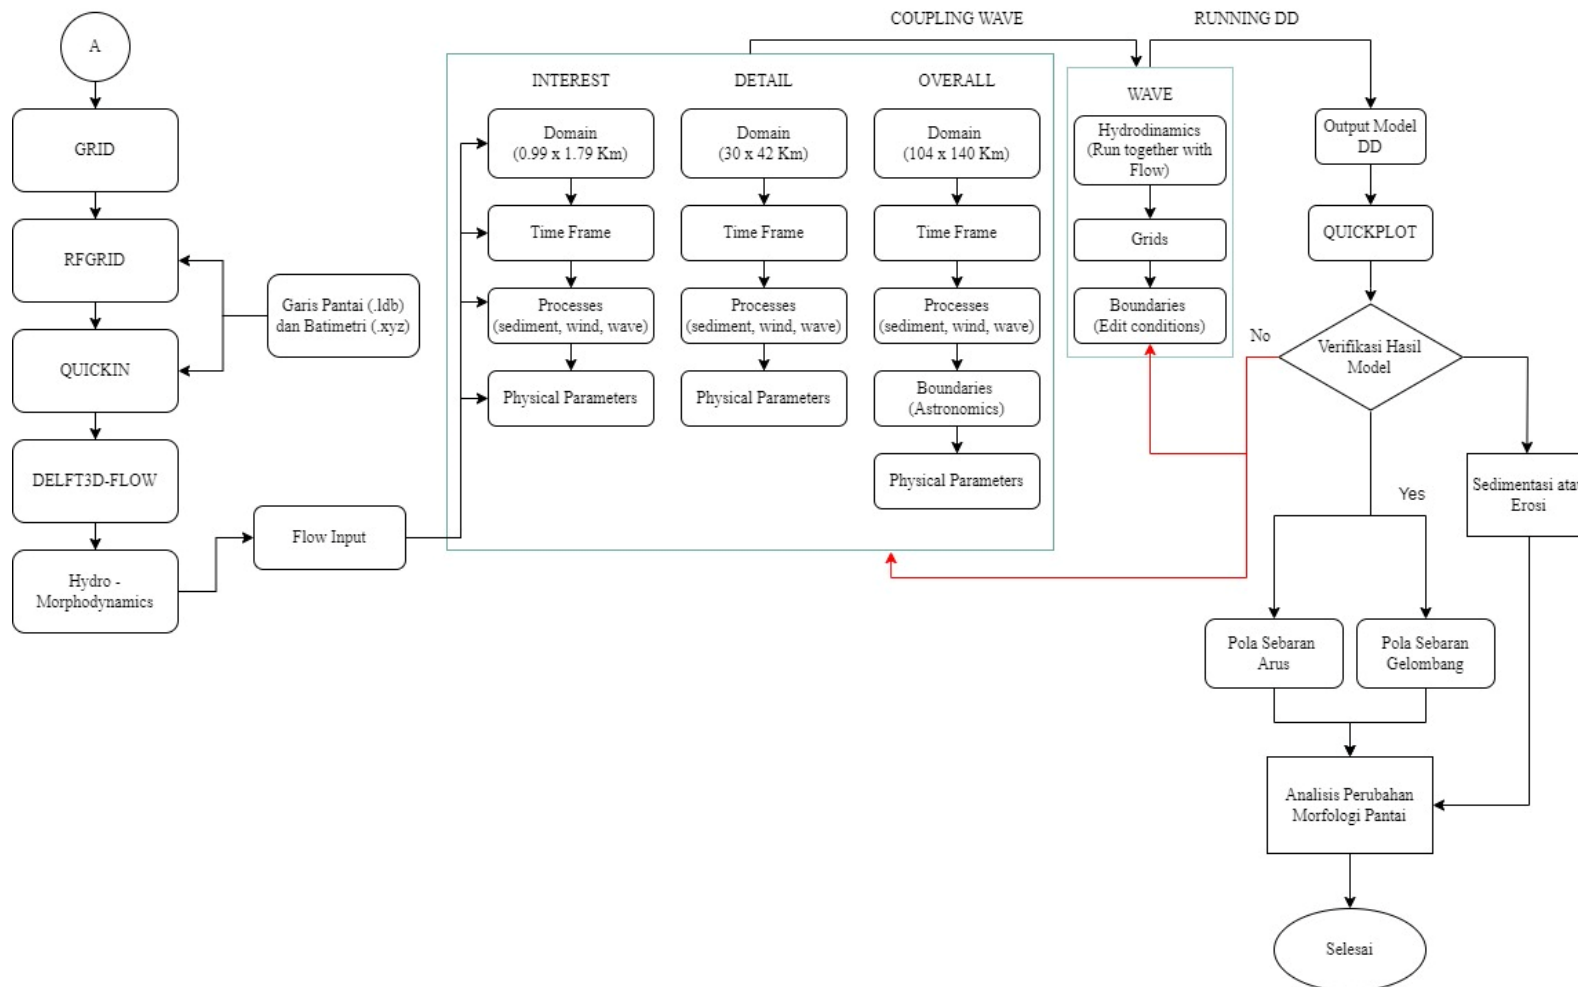 A
GRID
RFGRID
QUICKIN
DELFT3D-FLOW
Hydro -
Morphodynamics
Garis Pantai (.ldb)
dan Batimetri (.xyz)
Flow Input
COUPLING WAVE
RUNNING DD
INTEREST
Domain
(0.99 x 1.79 Km)
Time Frame
Processes
(sediment, wind, wave)
Physical Parameters
DETAIL
Domain
(30 x 42 Km)
Time Frame
Processes
(sediment, wind, wave)
Physical Parameters
OVERALL
Domain
(104 x 140 Km)
Time Frame
Processes
(sediment, wind, wave)
Boundaries
(Astronomics)
Physical Parameters
WAVE
Hydrodinamics
(Run together with
Flow)
Grids
Boundaries
(Edit conditions)
Output Model
DD
QUICKPLOT
Verifikasi Hasil
Model
No
Yes
Sedimentasi atau
Erosi
Pola Sebaran
Arus
Pola Sebaran
Gelombang
Analisis Perubahan
Morfologi Pantai
Selesai